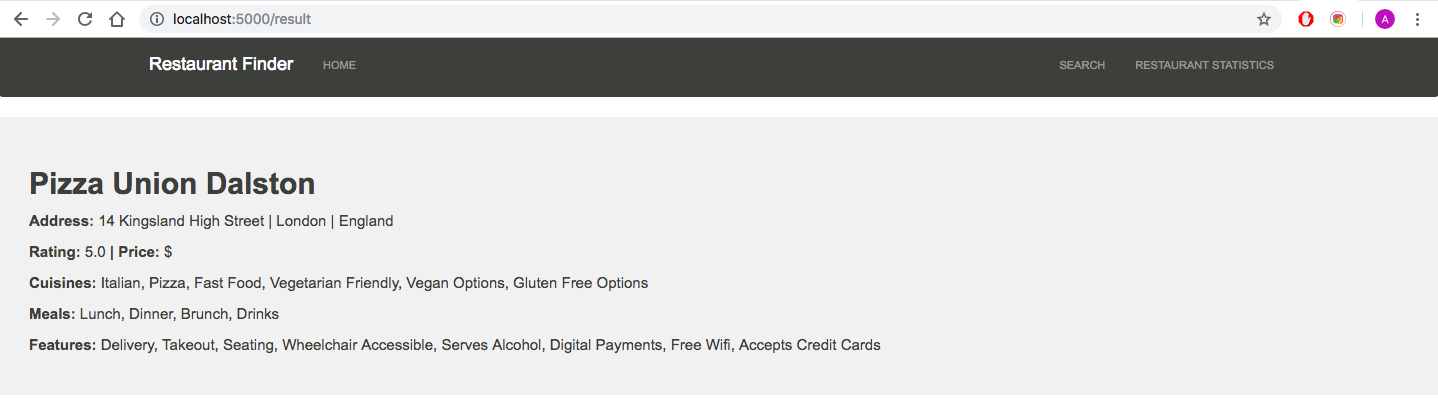 localhost:5000/result
A
Restaurant Finder HOME SEARCH RESTAURANT STATISTICS
Pizza Union Dalston
Address: 14 Kingsland High Street | London | England
Rating: 5.0 | Price: $
Cuisines: Italian, Pizza, Fast Food, Vegetarian Friendly, Vegan Options, Gluten Free Options
Meals: Lunch, Dinner, Brunch, Drinks
Features: Delivery, Takeout, Seating, Wheelchair Accessible, Serves Alcohol, Digital Payments, Free Wifi, Accepts Credit Cards